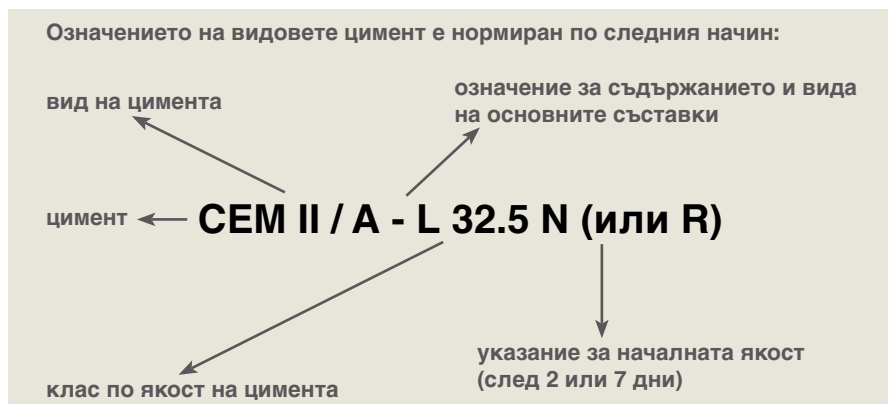 Означението на видовете цимент е нормиран по следния начин:
вид на цимента
означение за съдържанието и вида
на основните съставки
цимент
CEM II / A - L 32.5 N (или R)
указание за началната якост
(след 2 или 7 дни)
клас по якост на цимента